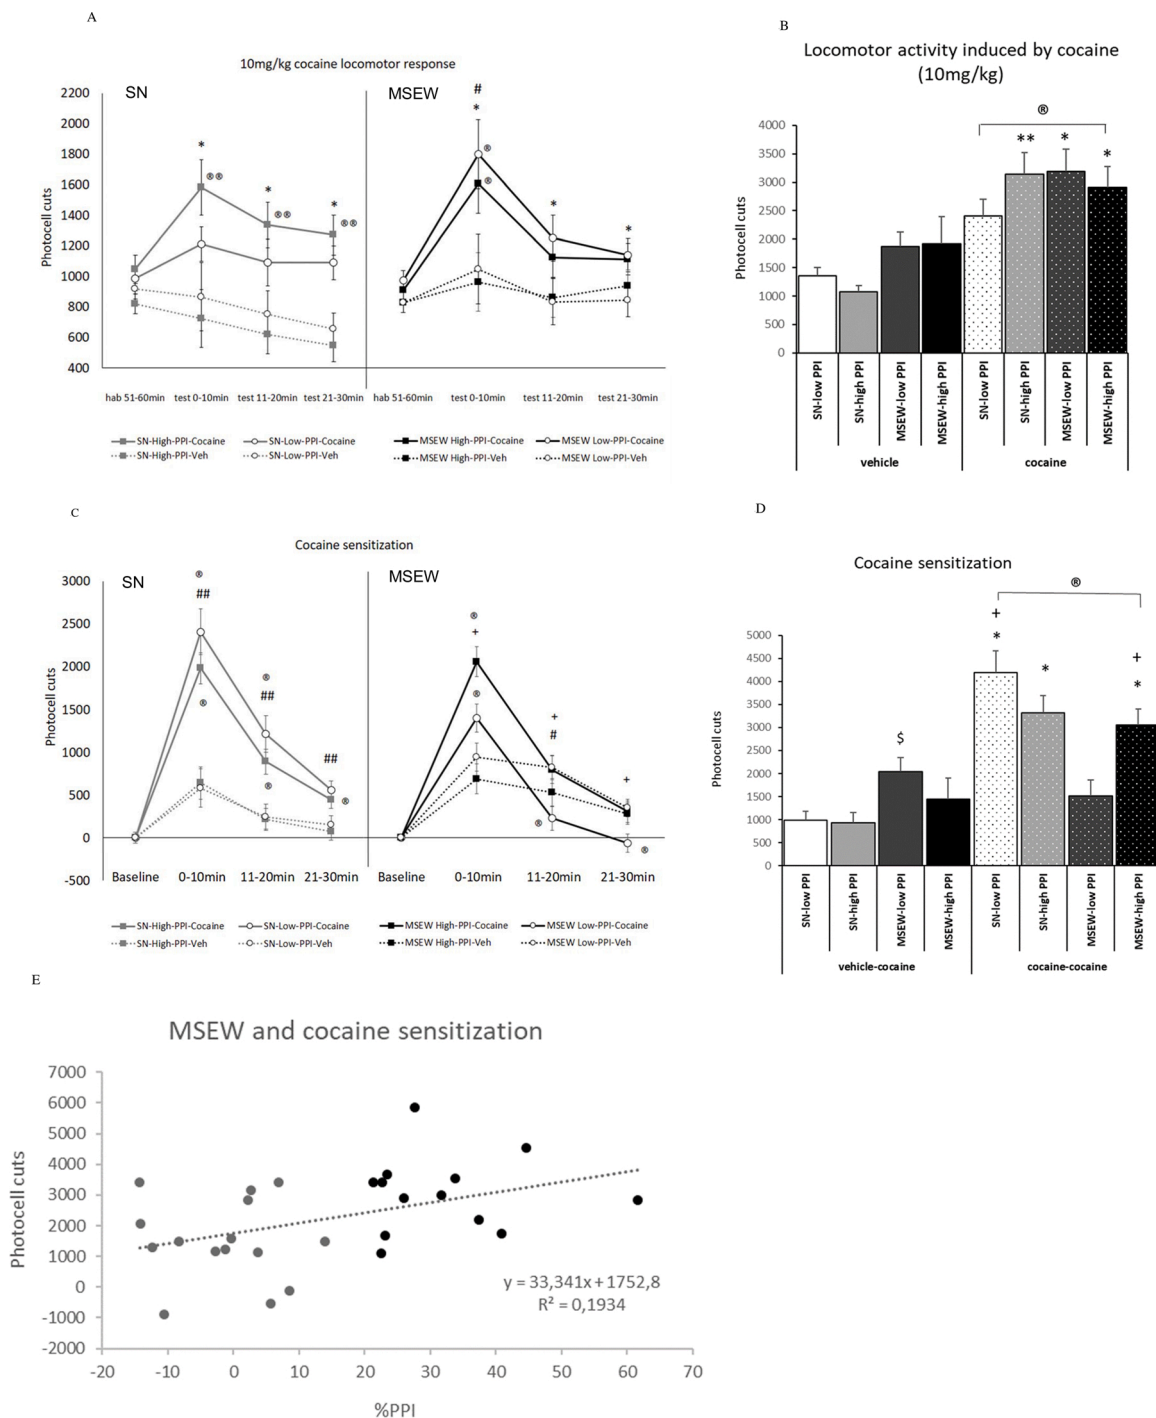 A
10mg/kg cocaine locomotor response
SN
MSEW
#
*
*
®
®®
*
*
®®
*
*
®®
®
Photocell cuts
2200
2000
1800
1600
1400
1200
1000
800
600
400
hab 51-60min
test 0-10min
test 11-20min
test 21-30min
hab 51-60min
test 0-10min
test 11-20min
test 21-30min
SN-High-PPI-Cocaine
SN-Low-PPI-Cocaine
MSEW High-PPI-Cocaine
MSEW Low-PPI-Cocaine
SN-High-PPI-Veh
SN-Low-PPI-Veh
MSEW High-PPI-Veh
MSEW Low-PPI-Veh
B
Locomotor activity induced by cocaine
(10mg/kg)
®
**
*
*
Photocell cuts
4000
3500
3000
2500
2000
1500
1000
500
0
SN-low PPI
SN-high PPI
MSEW-low PPI
MSEW-high PPI
SN-low PPI
SN-high PPI
MSEW-low PPI
MSEW-high PPI
vehicle
cocaine
C
Cocaine sensitization
SN
MSEW
®
##
®
®
##
®
##
®
®
+
®
+
#
®
+
®
Photocell cuts
3000
2500
2000
1500
1000
500
0
-500
Baseline
0-10min
11-20min
21-30min
Baseline
0-10min
11-20min
21-30min
SN-High-PPI-Cocaine
SN-Low-PPI-Cocaine
MSEW High-PPI-Cocaine
MSEW Low-PPI-Cocaine
SN-High-PPI-Veh
SN-Low-PPI-Veh
MSEW High-PPI-Veh
MSEW Low-PPI-Veh
D
Cocaine sensitization
®
+
*
*
+
*
$
Photocell cuts
5000
4500
4000
3500
3000
2500
2000
1500
1000
500
0
SN-low PPI
SN-high PPI
MSEW-low PPI
MSEW-high PPI
SN-low PPI
SN-high PPI
MSEW-low PPI
MSEW-high PPI
vehicle-cocaine
cocaine-cocaine
E
MSEW and cocaine sensitization
Photocell cuts
7000
6000
5000
4000
3000
2000
1000
0
-1000
-2000
y = 33,341x + 1752,8
R² = 0,1934
-20
-10
0
10
20
30
40
50
60
70
%PPI